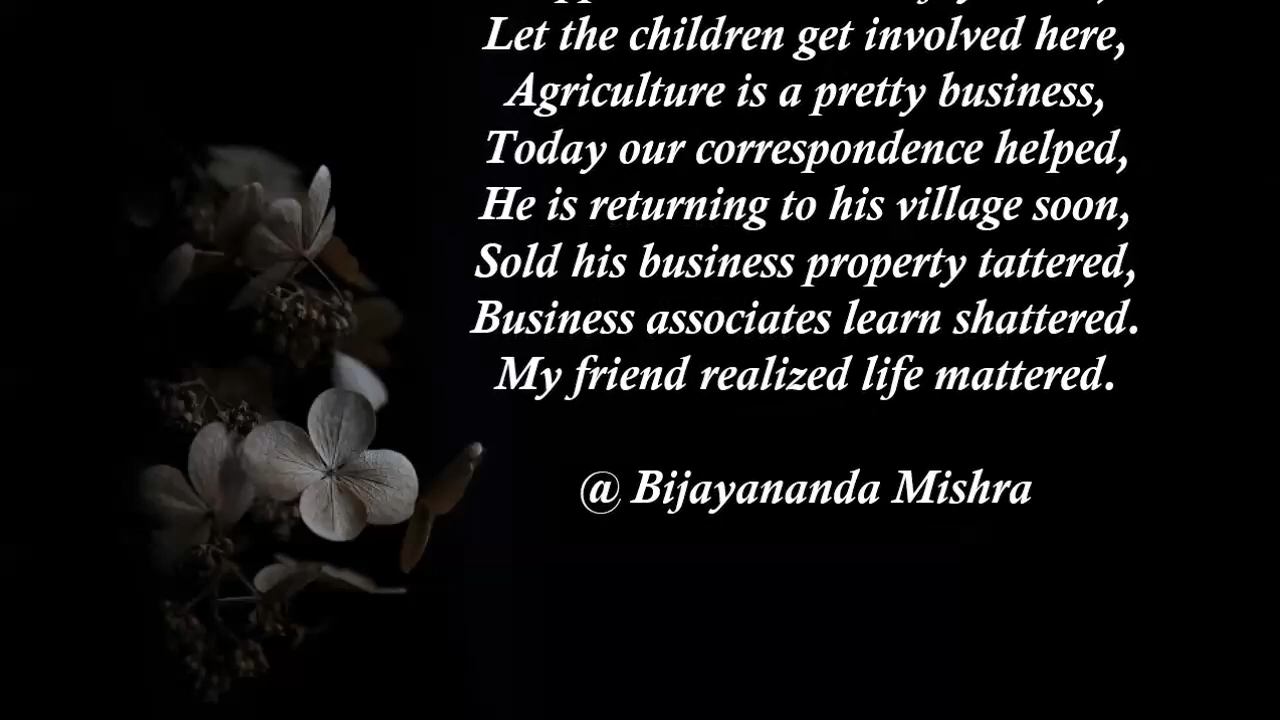 Let the children get involved here,
Agriculture is a pretty business,
Today our correspondence helped,
He is returning to his village soon,
Sold his business property tattered,
Business associates learn shattered.
My friend realized life mattered.
@ Bijayananda Mishra